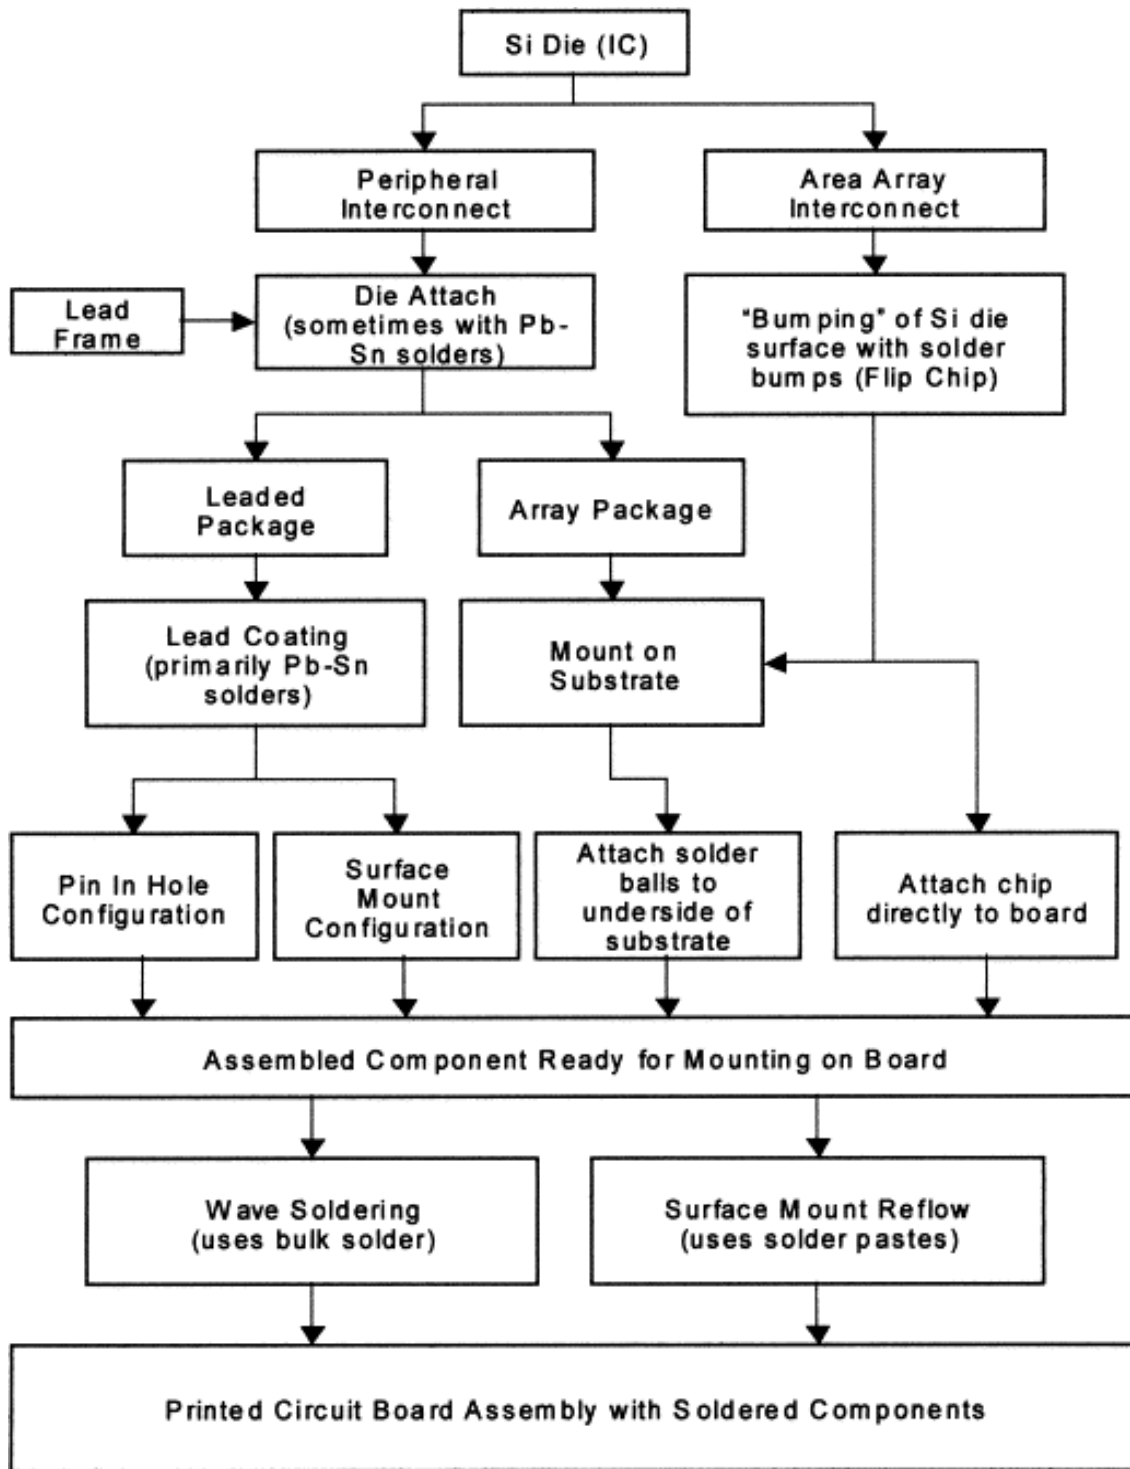 Si Die (IC)
Peripheral
Interconnect
Area Array
Interconnect
Lead
Frame
Die Attach
(sometimes with Pb-
Sn solders)
"Bumping" of Si die
surface with solder
bumps (Flip Chip)
Leaded
Package
Array Package
Lead Coating
(primarily Pb-Sn
solders)
Mount on
Substrate
Pin In Hole
Configuration
Surface
Mount
Configuration
Attach solder
balls to
underside of
substrate
Attach chip
directly to board
Assembled Component Ready for Mounting on Board
Wave Soldering
(uses bulk solder)
Surface Mount Reflow
(uses solder pastes)
Printed Circuit Board Assembly with Soldered Components